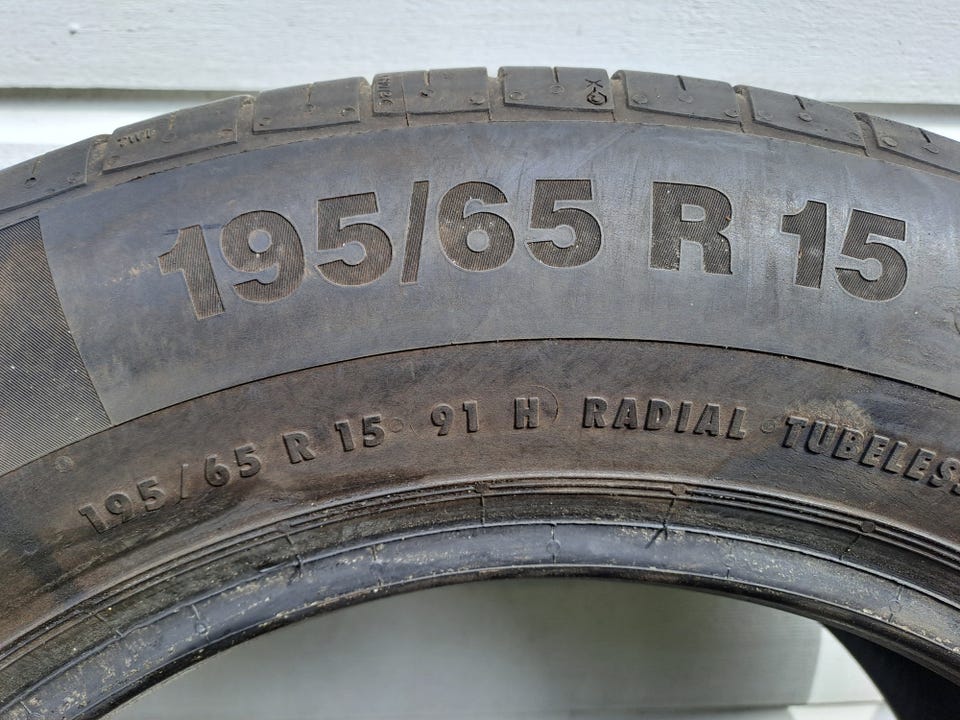 195/65 R 15
195/65 R 15 91 H RADIAL TUBELESS